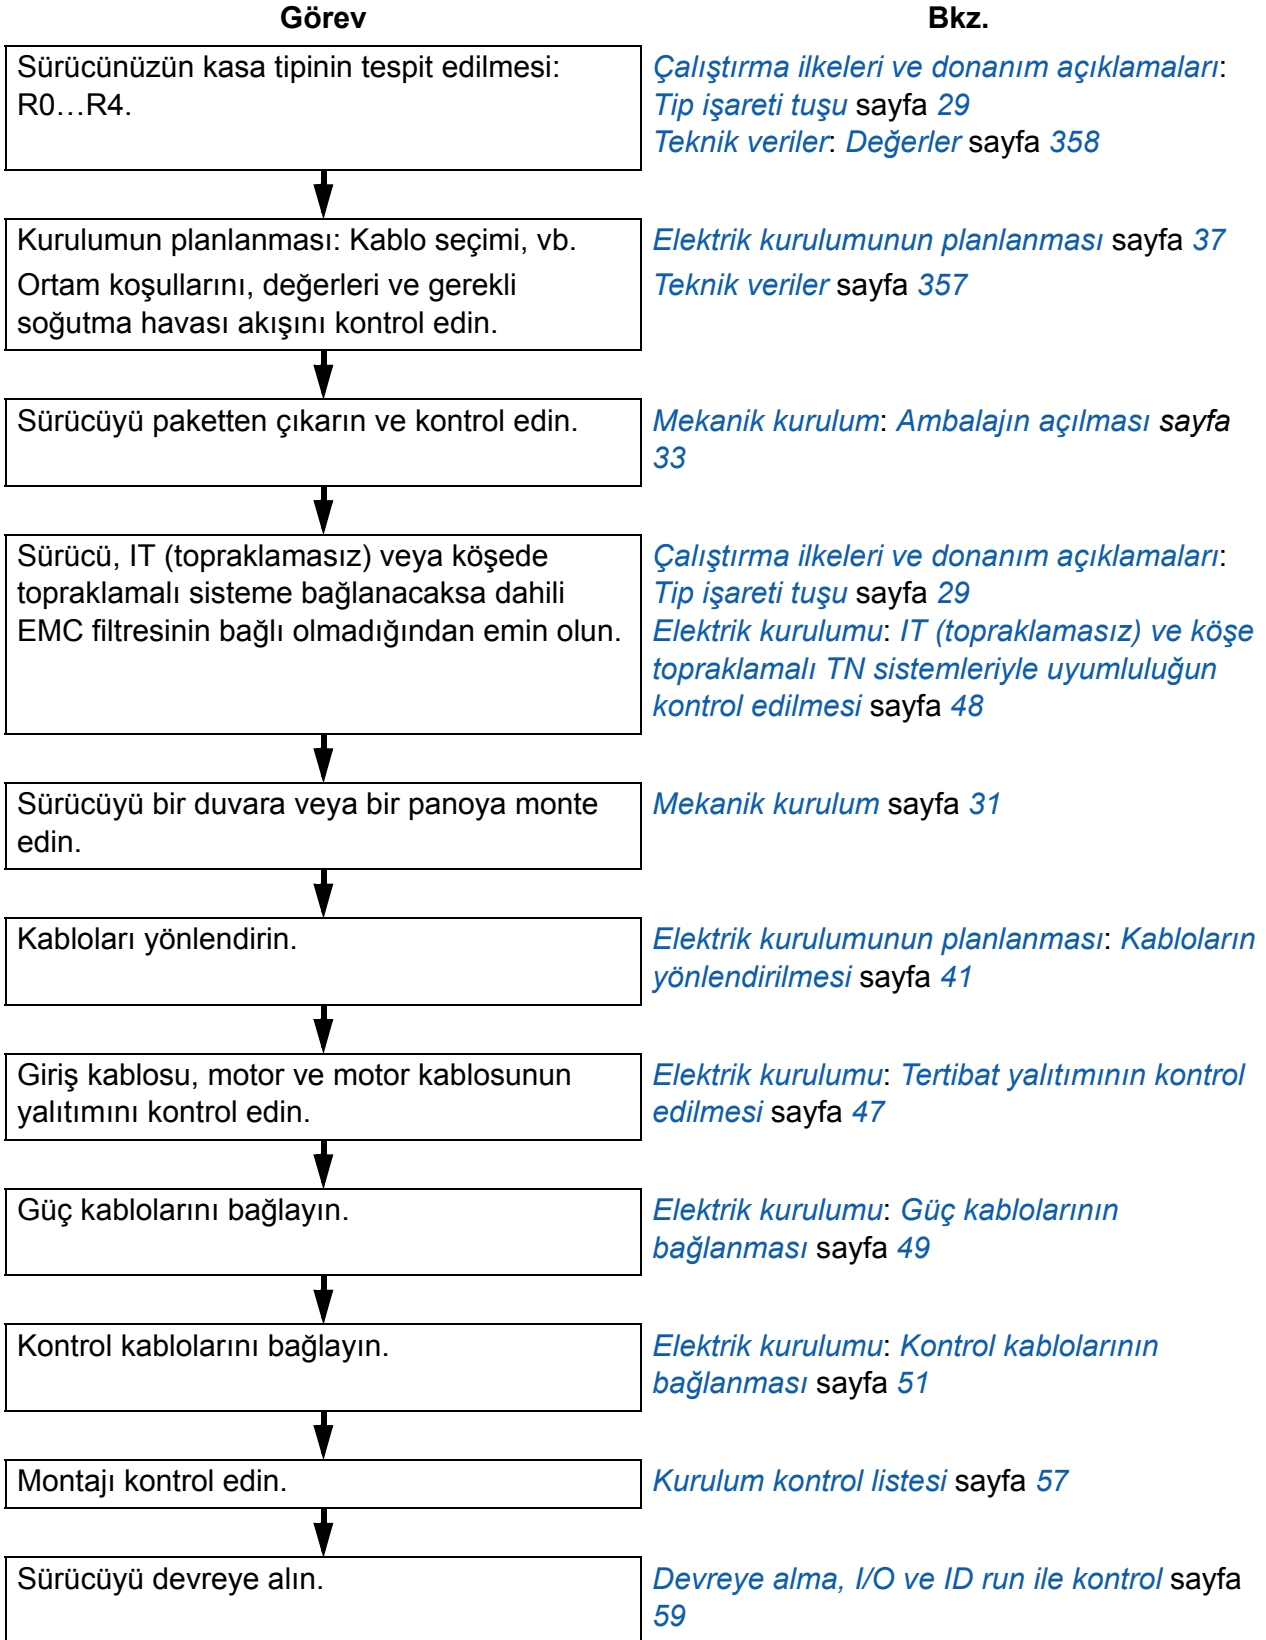 Görev
Bkz.
Sürücünüzün kasa tipinin tespit edilmesi:
R0…R4.
Çalıştırma ilkeleri ve donanım açıklamaları:
Tip işareti tuşu sayfa 29
Teknik veriler: Değerler sayfa 358
Kurulumun planlanması: Kablo seçimi, vb.
Ortam koşullarını, değerleri ve gerekli
soğutma havası akışını kontrol edin.
Elektrik kurulumunun planlanması sayfa 37
Teknik veriler sayfa 357
Sürücüyü paketten çıkarın ve kontrol edin.
Mekanik kurulum: Ambalajın açılması sayfa
33
Sürücü, IT (topraklamasız) veya köşede
topraklamalı sisteme bağlanacaksa dahili
EMC filtresinin bağlı olmadığından emin olun.
Çalıştırma ilkeleri ve donanım açıklamaları:
Tip işareti tuşu sayfa 29
Elektrik kurulumu: IT (topraklamasız) ve köşe
topraklamalı TN sistemleriyle uyumluluğun
kontrol edilmesi sayfa 48
Sürücüyü bir duvara veya bir panoya monte
edin.
Mekanik kurulum sayfa 31
Kabloları yönlendirin.
Elektrik kurulumunun planlanması: Kabloların
yönlendirilmesi sayfa 41
Giriş kablosu, motor ve motor kablosunun
yalıtımını kontrol edin.
Elektrik kurulumu: Tertibat yalıtımının kontrol
edilmesi sayfa 47
Güç kablolarını bağlayın.
Elektrik kurulumu: Güç kablolarının
bağlanması sayfa 49
Kontrol kablolarını bağlayın.
Elektrik kurulumu: Kontrol kablolarının
bağlanması sayfa 51
Montajı kontrol edin.
Kurulum kontrol listesi sayfa 57
Sürücüyü devreye alın.
Devreye alma, I/O ve ID run ile kontrol sayfa
59